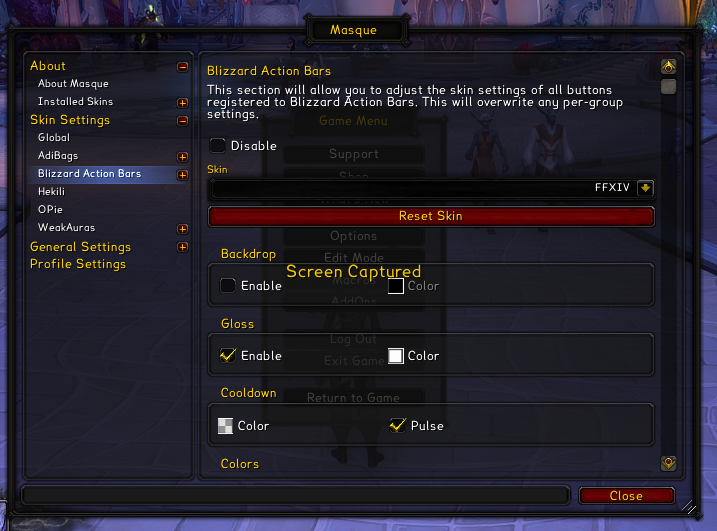 Masque
About
About Masque
Installed Skins
Skin Settings
Global
AdiBags
Blizzard Action Bars
Hekili
OPie
WeakAuras
General Settings
Profile Settings
Blizzard Action Bars
This section will allow you to adjust the skin settings of all buttons
registered to Blizzard Action Bars. This will overwrite any per-group
settings.
Game Menu
Disable
Support
Skin
Shop
FFXIV
Reset Skin
Options
Backdrop
Edit Mode
Screen Captured
Enable
Macros
Color
AddOns
Gloss
Log Out
Enable
Exit Game
Color
Cooldown
Return to Game
Color
Pulse
Colors
Close